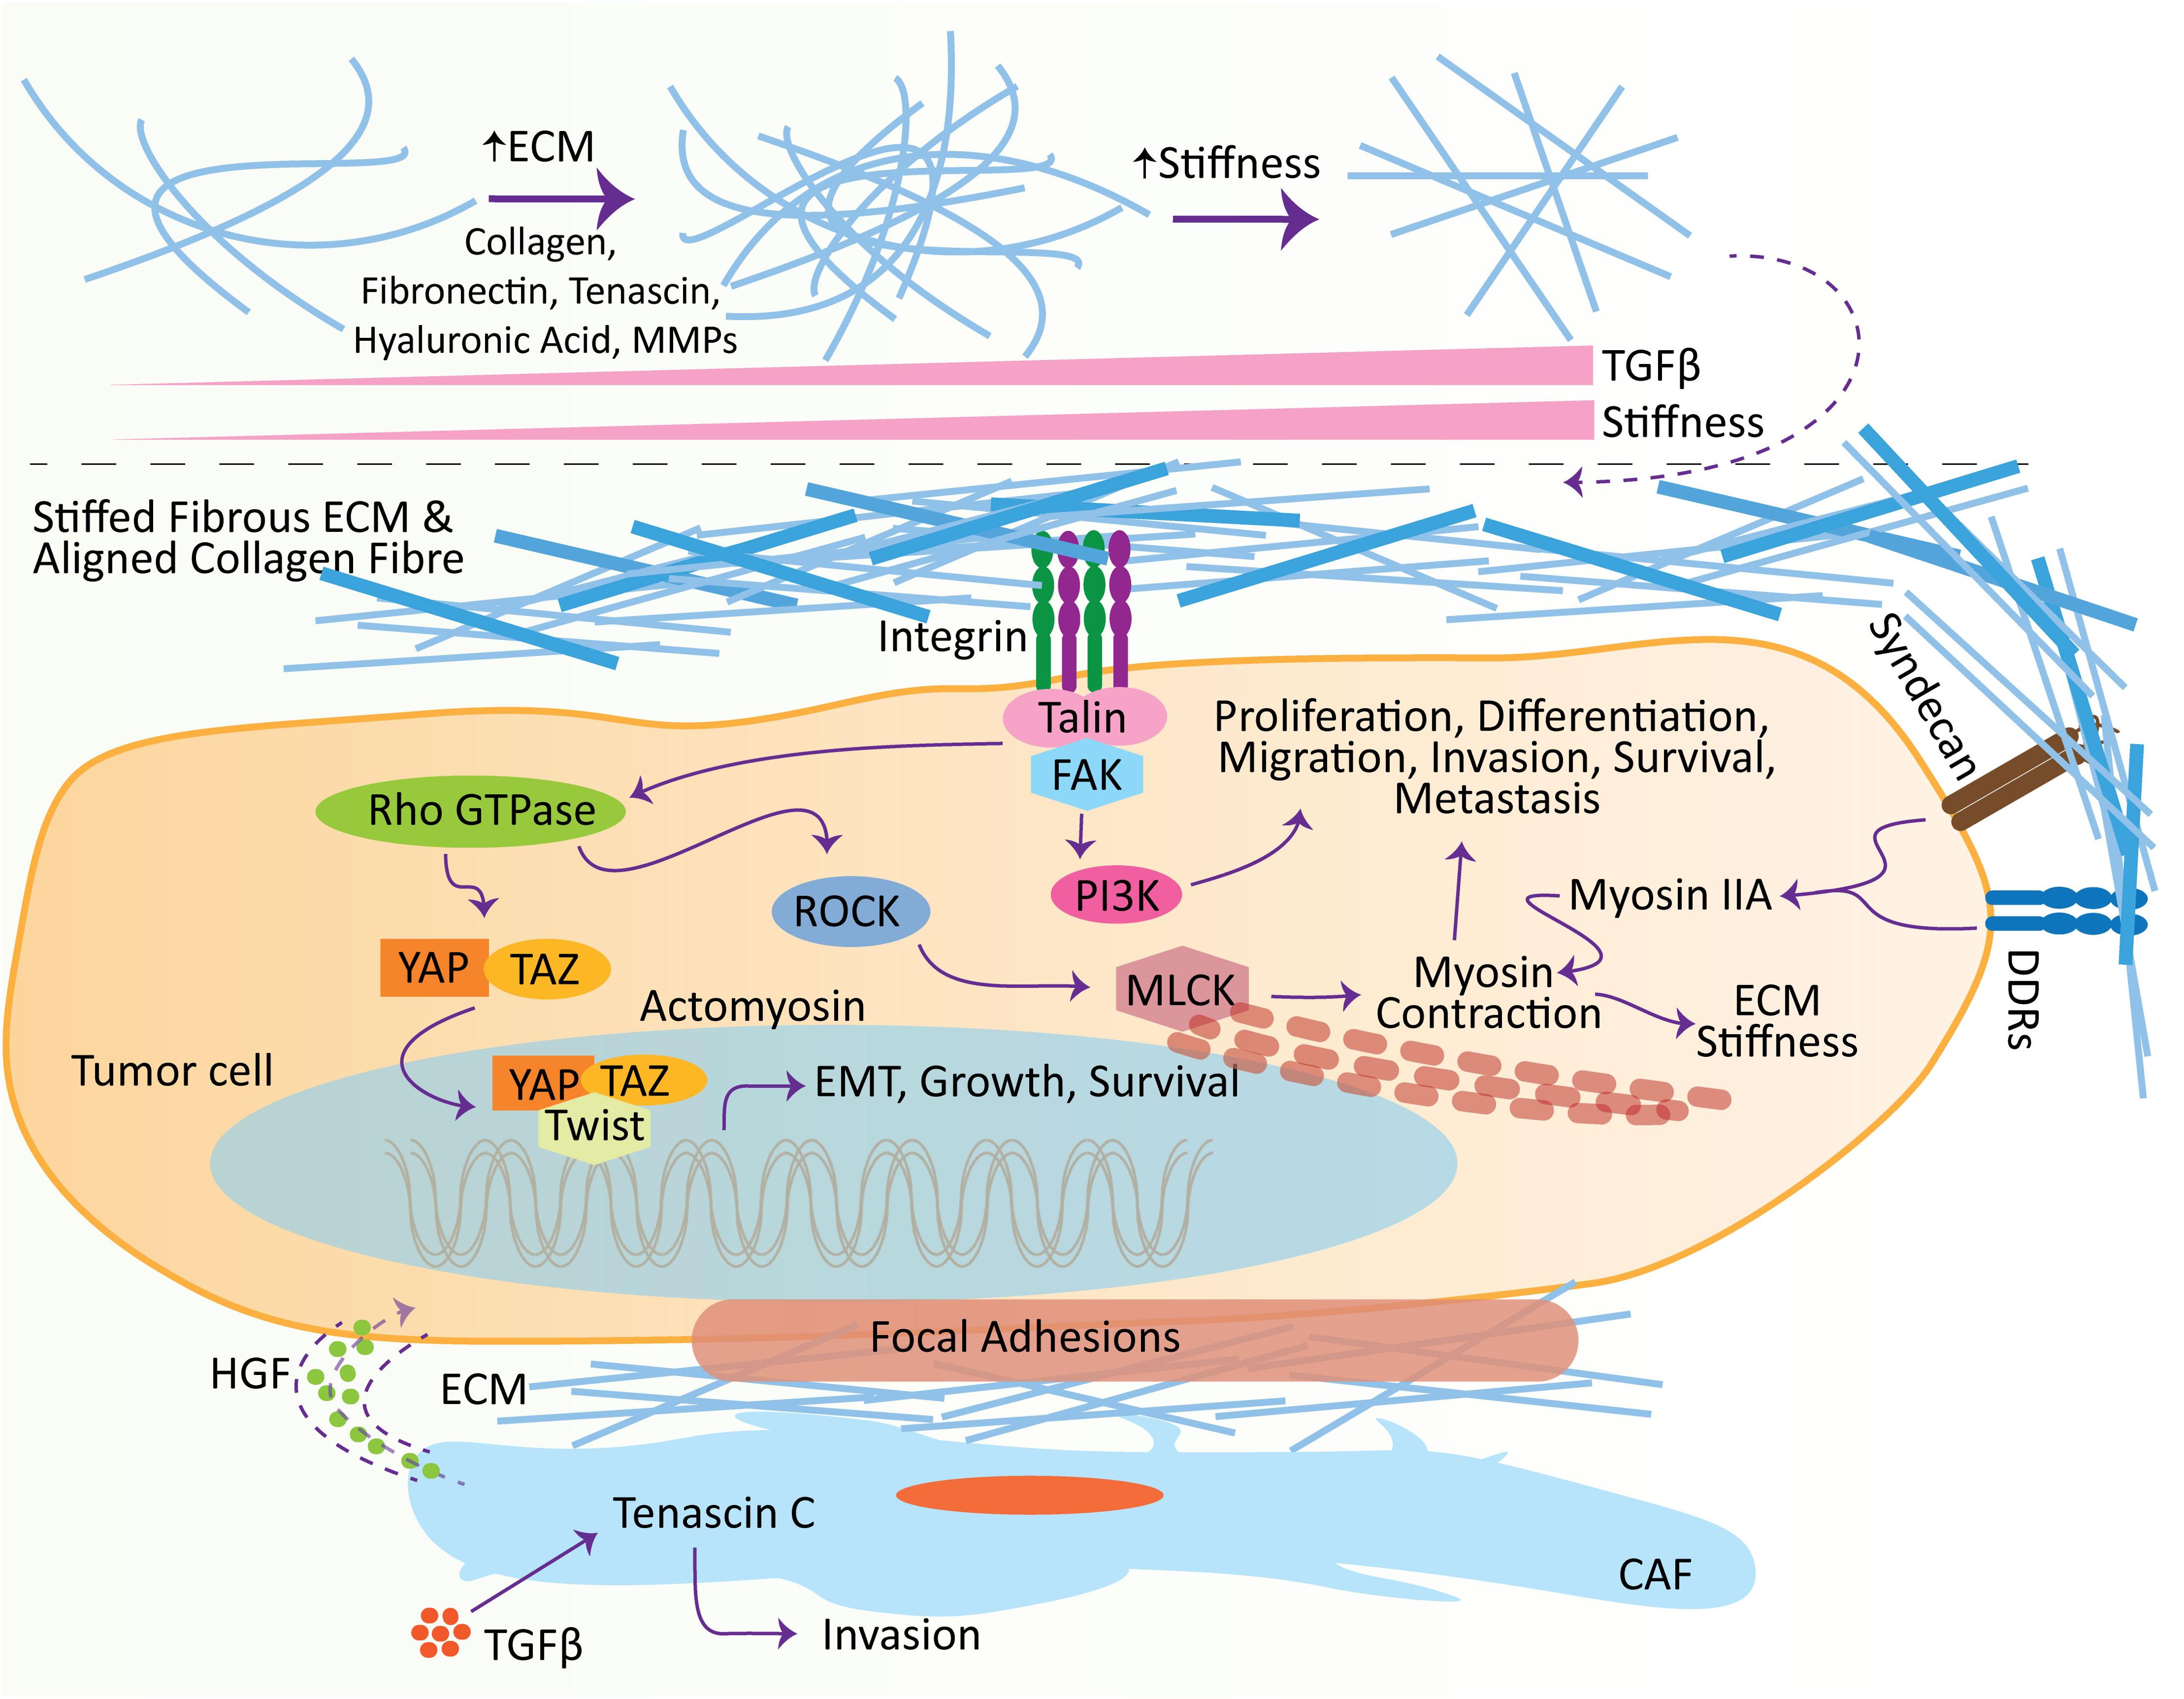 ↑ECM
Collagen,
Fibronectin, Tenascin,
Hyaluronic Acid, MMPs
↑Stiffness
TGFβ
Stiffness
Stiffed Fibrous ECM &
Aligned Collagen Fibre
Integrin
Syndecan
Talin
FAK
Proliferation, Differentiation,
Migration, Invasion, Survival,
Metastasis
Rho GTPase
ROCK
PI3K
Myosin IIA
YAP
TAZ
MLCK
Myosin
Contraction
ECM
Stiffness
DDRs
Actomyosin
Tumor cell
YAP
TAZ
Twist
EMT, Growth, Survival
Focal Adhesions
HGF
ECM
Tenascin C
CAF
TGFβ
Invasion